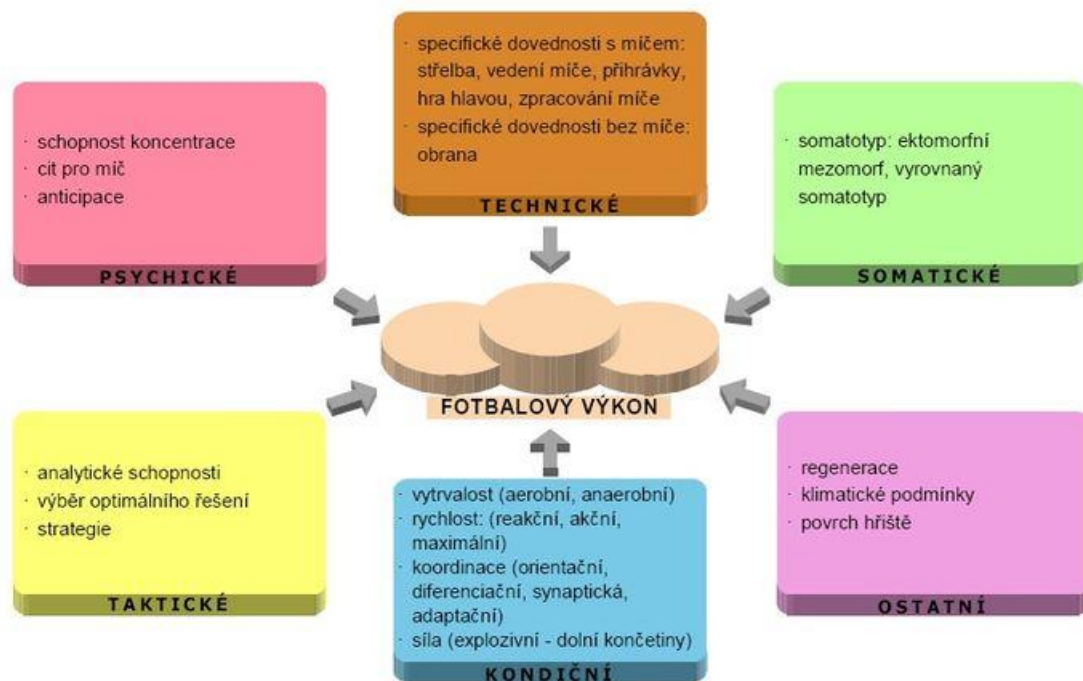 · schopnost koncentrace
· cit pro míč
· anticipace
PSYCHICKÉ
· specifické dovednosti s míčem:
střelba, vedení míče, přihrávky,
hra hlavou, zpracování míče
· specifické dovednosti bez míče:
obrana
TECHNICKÉ
· somatotyp: ektomorfní
mezomorf, vyrovnaný
somatotyp
SOMATICKÉ
FOTBALOVÝ VÝKON
· analytické schopnosti
· výběr optimálního řešení
· strategie
TAKTICKÉ
· vytrvalost (aerobní, anaerobní)
· rychlost: (reakční, akční,
maximální)
· koordinace (orientační,
diferenciační, synaptická,
adaptační)
· síla (explozivní - dolní končetiny)
KONDIČNÍ
· regenerace
· klimatické podmínky
· povrch hřiště
OSTATNÍ